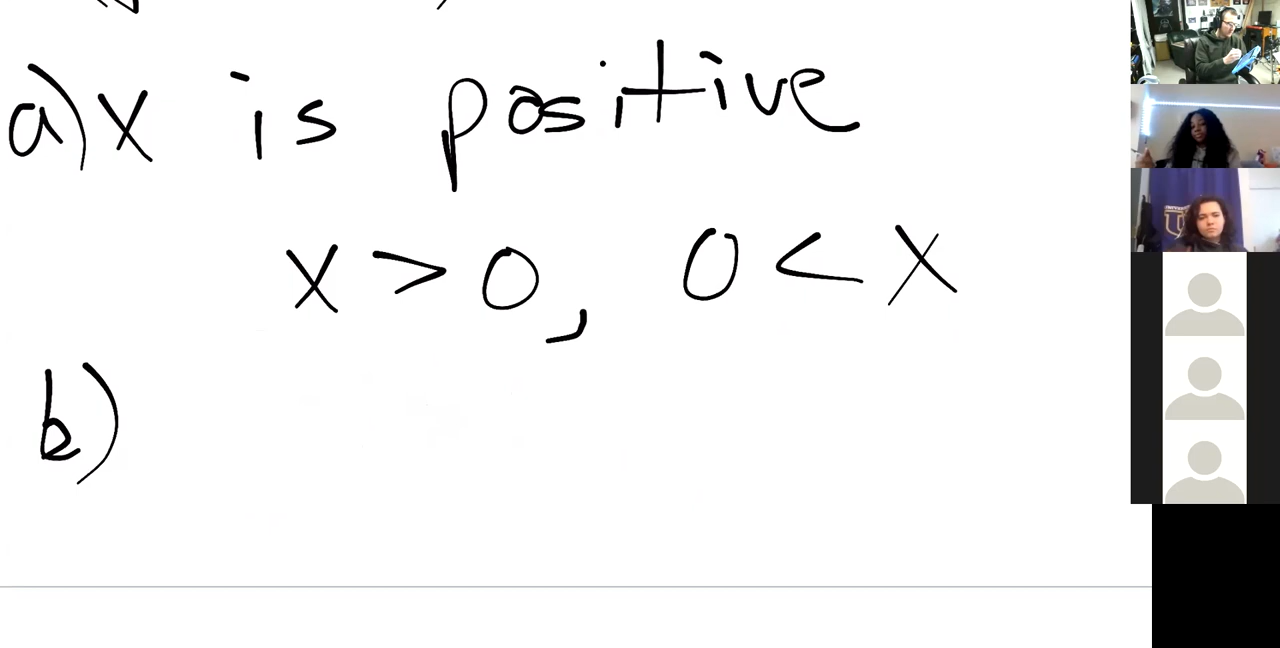 a) x is positive
x > 0, 0 < x
b)